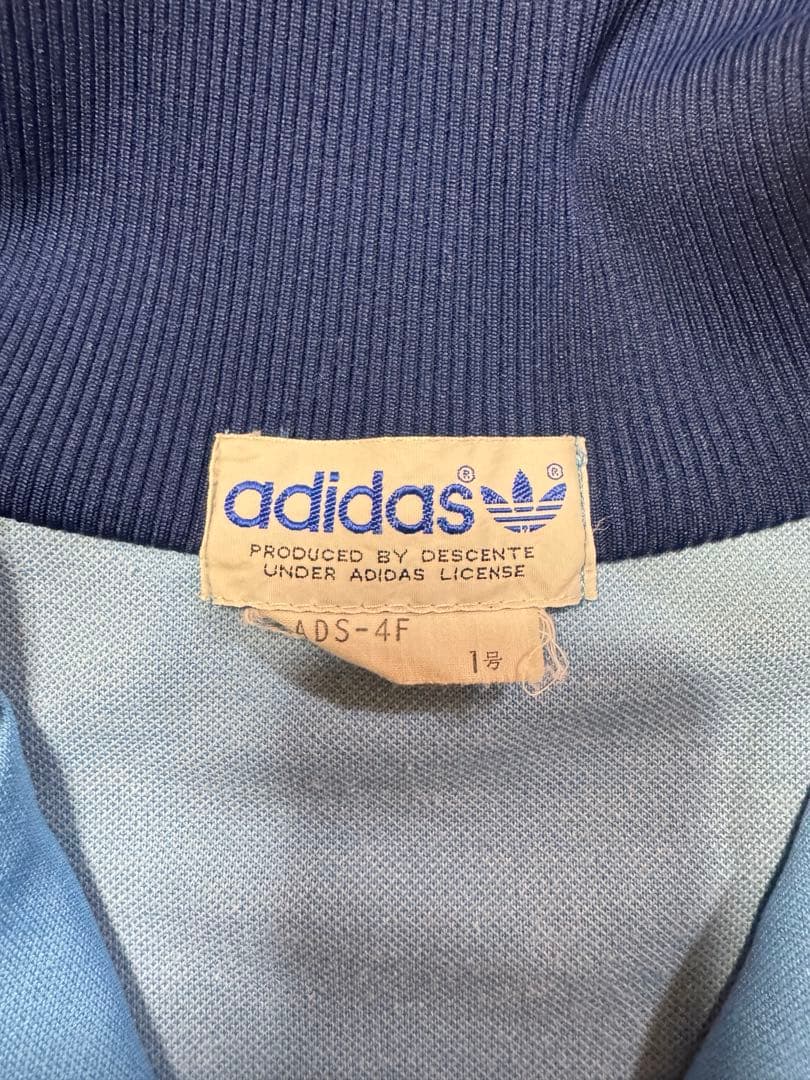 adidas® ®
PRODUCED BY DESCENTE
UNDER ADIDAS LICENSE
ADS-4F
1号